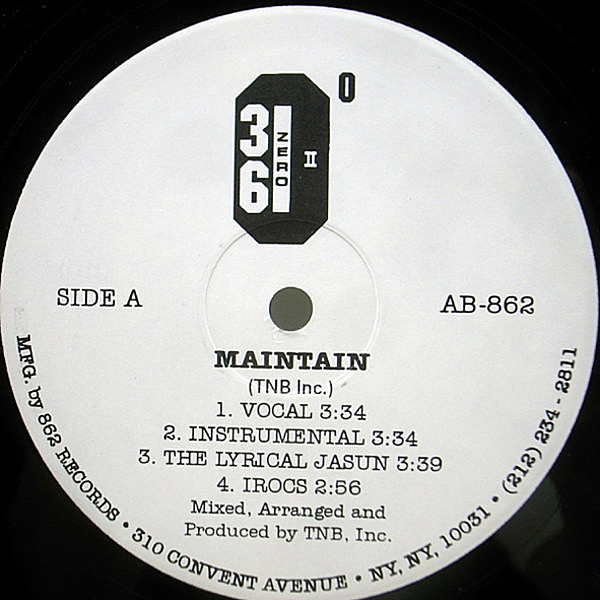 0
36
ZERO
II
SIDE A
AB-862
MAINTAIN
(TNB Inc.)
1. VOCAL 3:34
2. INSTRUMENTAL 3:34
3. THE LYRICAL JASUN 3:39
4. IROCS 2:56
Mixed, Arranged and
Produced by TNB, Inc.
MFG. by 862 RECORDS • 310 CONVENT AVENUE • NY, NY, 10031 • (212) 234 - 2811